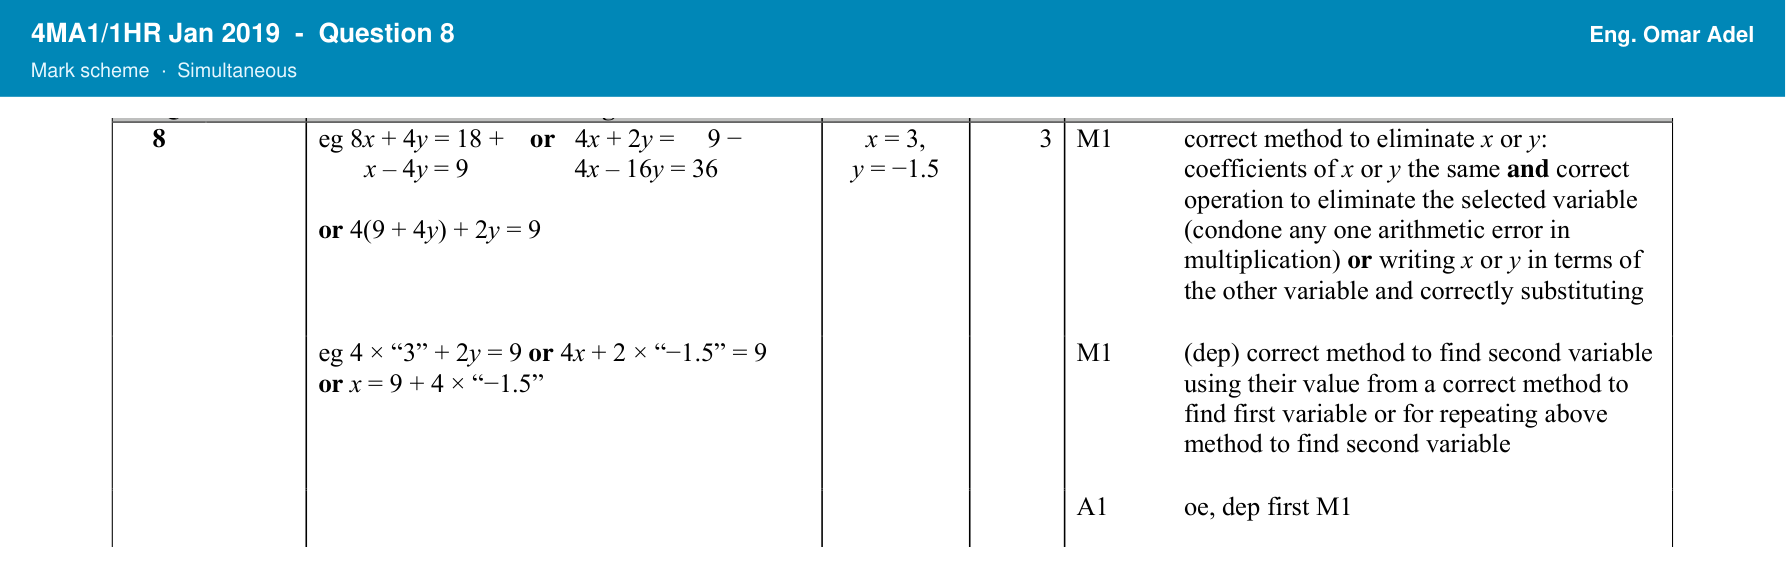 4MA1/1HR Jan 2019 - Question 8
Eng. Omar Adel
Mark scheme · Simultaneous
8
eg 8x + 4y = 18 + or 4x + 2y = 9 −
x – 4y = 9 4x – 16y = 36
or 4(9 + 4y) + 2y = 9
eg 4 × “3” + 2y = 9 or 4x + 2 × “−1.5” = 9
or x = 9 + 4 × “−1.5”
x = 3,
y = −1.5
3
M1
correct method to eliminate x or y:
coefficients of x or y the same and correct
operation to eliminate the selected variable
(condone any one arithmetic error in
multiplication) or writing x or y in terms of
the other variable and correctly substituting
M1
(dep) correct method to find second variable
using their value from a correct method to
find first variable or for repeating above
method to find second variable
A1
oe, dep first M1